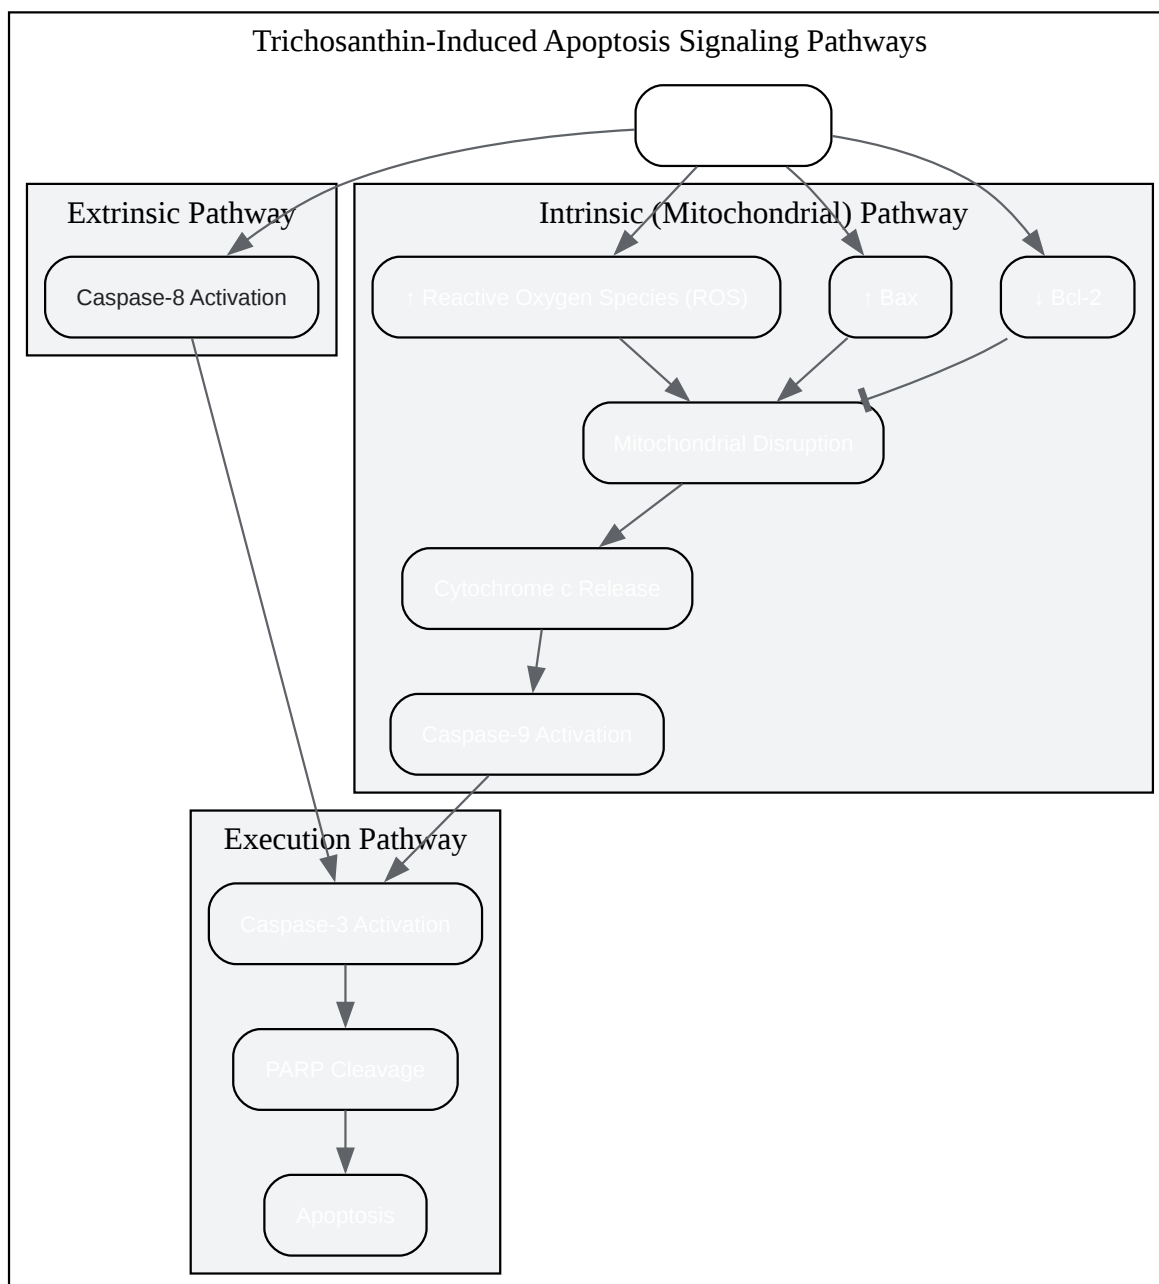 Trichosanthin-Induced Apoptosis Signaling Pathways
Extrinsic Pathway
Intrinsic (Mitochondrial) Pathway
Caspase-8 Activation
↑ Reactive Oxygen Species (ROS)
↑ Bax
↓ Bcl-2
Mitochondrial Disruption
Cytochrome c Release
Caspase-9 Activation
Execution Pathway
Caspase-3 Activation
PARP Cleavage
Apoptosis